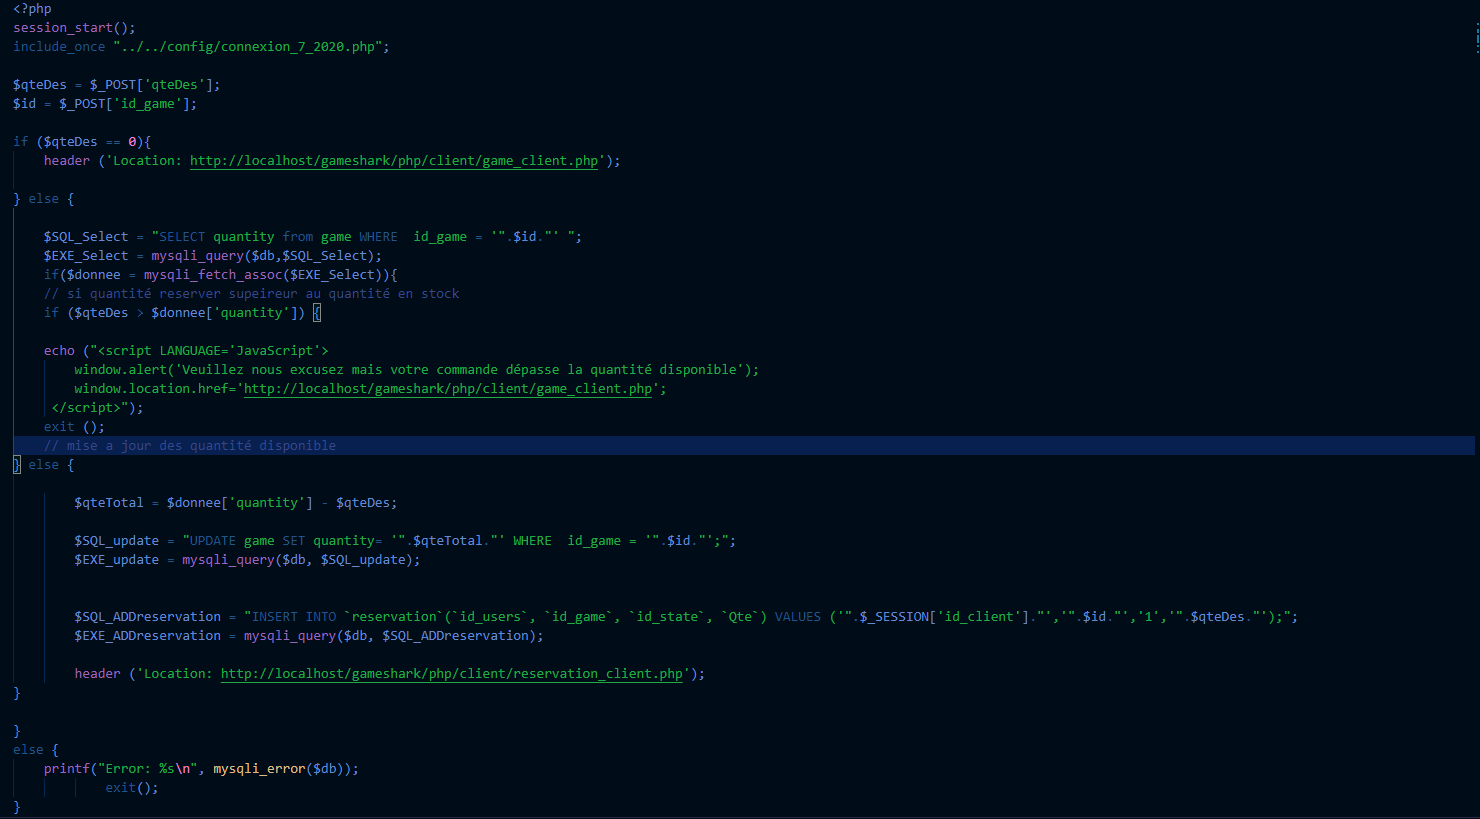 <?php
session_start();
include_once "../../config/connexion_7_2020.php";
$qteDes = $_POST['qteDes'];
$id = $_POST['id_game'];
if ($qteDes == 0){
header ('Location: http://localhost/gameshark/php/client/game_client.php');
} else {
$SQL_Select = "SELECT quantity from game WHERE  id_game = '".$id."' ";
$EXE_Select = mysqli_query($db,$SQL_Select);
if($donnee = mysqli_fetch_assoc($EXE_Select)){
// si quantité reserver supeireur au quantité en stock
if ($qteDes > $donnee['quantity']) {
echo ("<script LANGUAGE='JavaScript'>
window.alert('Veuillez nous excusez mais votre commande dépasse la quantité disponible');
window.location.href='http://localhost/gameshark/php/client/game_client.php';
</script>");
exit ();
// mise a jour des quantité disponible
} else {
$qteTotal = $donnee['quantity'] - $qteDes;
$SQL_update = "UPDATE game SET quantity= '".$qteTotal."' WHERE  id_game = '".$id."';";
$EXE_update = mysqli_query($db, $SQL_update);
$SQL_ADDreservation = "INSERT INTO `reservation`(`id_users`, `id_game`, `id_state`, `Qte`) VALUES ('".$_SESSION['id_client']."','".$id."','1','".$qteDes."');";
$EXE_ADDreservation = mysqli_query($db, $SQL_ADDreservation);
header ('Location: http://localhost/gameshark/php/client/reservation_client.php');
}
}
else {
printf("Error: %s\n", mysqli_error($db));
exit();
}